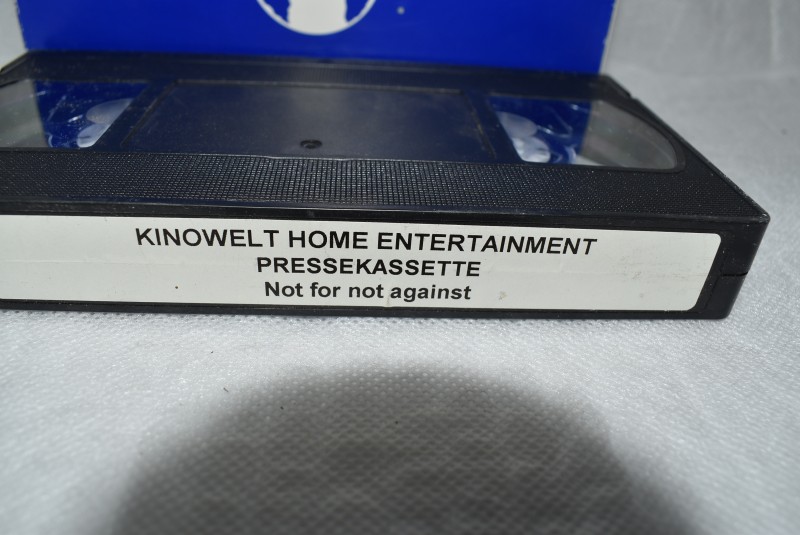 KINOWELT HOME ENTERTAINMENT
PRESSEKASSETTE
Not for not against